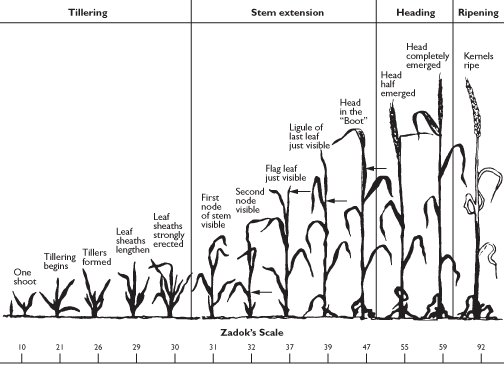 Tillering
Stem extension
Heading
Ripening
One
shoot
Tillering
begins
Tillers
formed
Leaf
sheaths
lengthen
Leaf
sheaths
strongly
erected
First
node
of stem
visible
Second
node
visible
Flag leaf
just visible
Ligule of
last leaf
just visible
Head
in the
"Boot"
Head
half
emerged
Head
completely
emerged
Kernels
ripe
Zadok's Scale
10 21 26 29 30 31 32 37 39 47 55 59 92